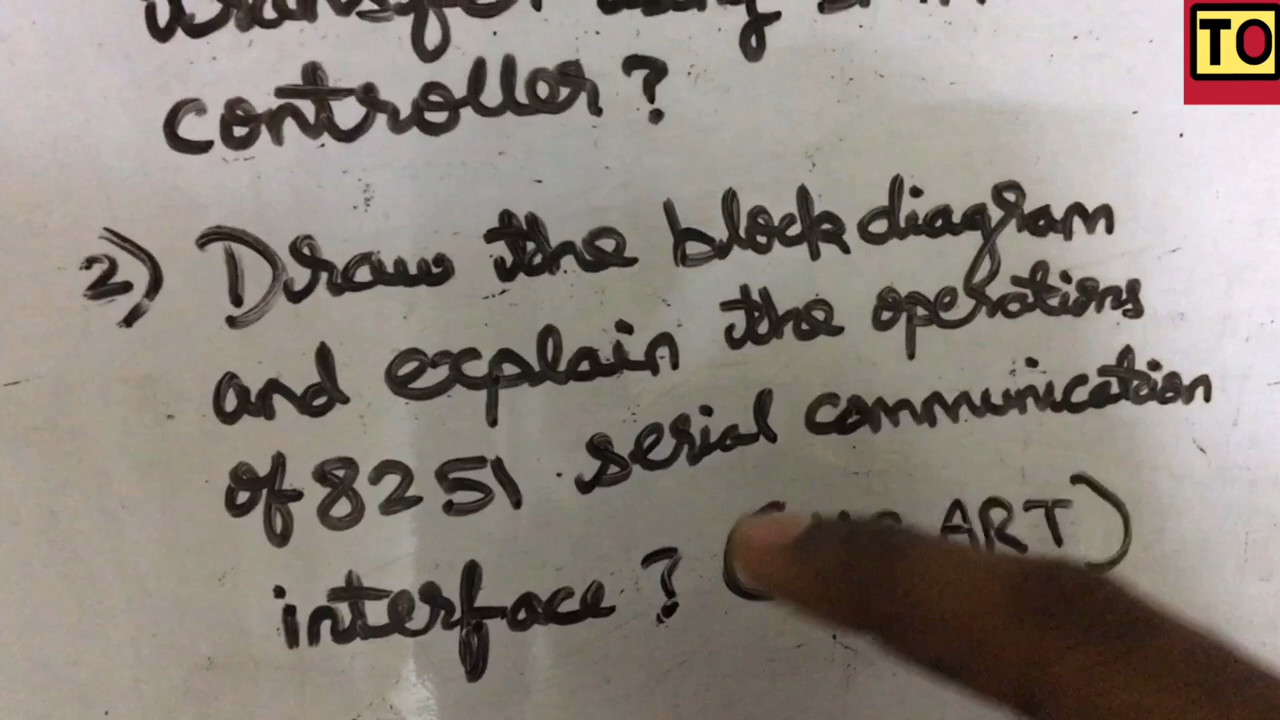 TO
controller?
2) Draw the block diagram
and explain the operations
of 8251 serial communication
interface? ( ART)